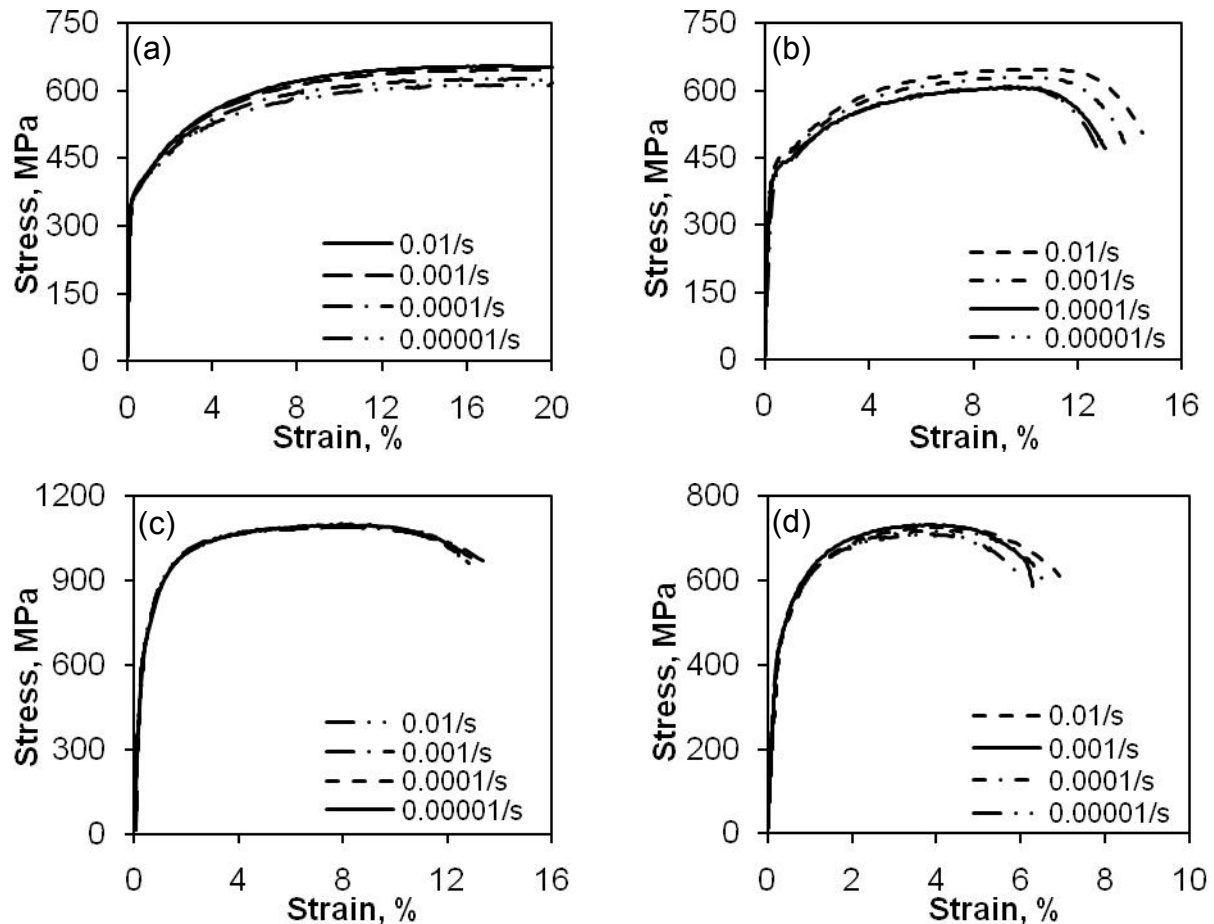 (a)
750
600
450
300
150
0
Stress, MPa
0.01/s
0.001/s
0.0001/s
0.00001/s
0 4 8 12 16 20
Strain, %
(b)
750
600
450
300
150
0
Stress, MPa
0.01/s
0.001/s
0.0001/s
0.00001/s
0 4 8 12 16
Strain, %
(c)
1200
900
600
300
0
Stress, MPa
0.01/s
0.001/s
0.0001/s
0.00001/s
0 4 8 12 16
Strain, %
(d)
800
600
400
200
0
Stress, MPa
0.01/s
0.001/s
0.0001/s
0.00001/s
0 2 4 6 8 10
Strain, %